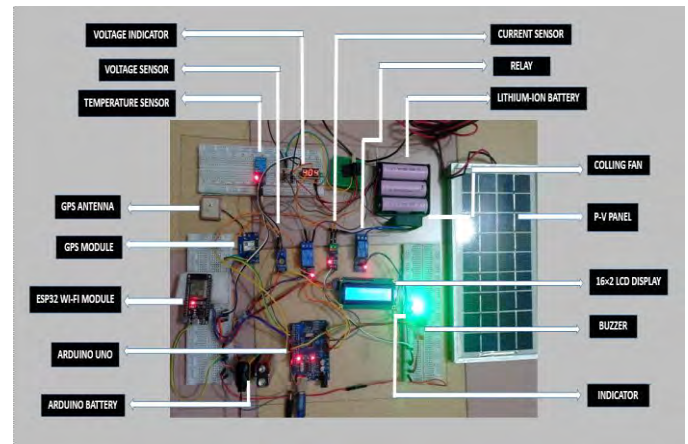 VOLTAGE INDICATOR
VOLTAGE SENSOR
TEMPERATURE SENSOR
GPS ANTENNA
GPS MODULE
ESP32 WI-FI MODULE
ARDUINO UNO
ARDUINO BATTERY
CURRENT SENSOR
RELAY
LITHIUM-ION BATTERY
COLLING FAN
P-V PANEL
16×2 LCD DISPLAY
BUZZER
INDICATOR